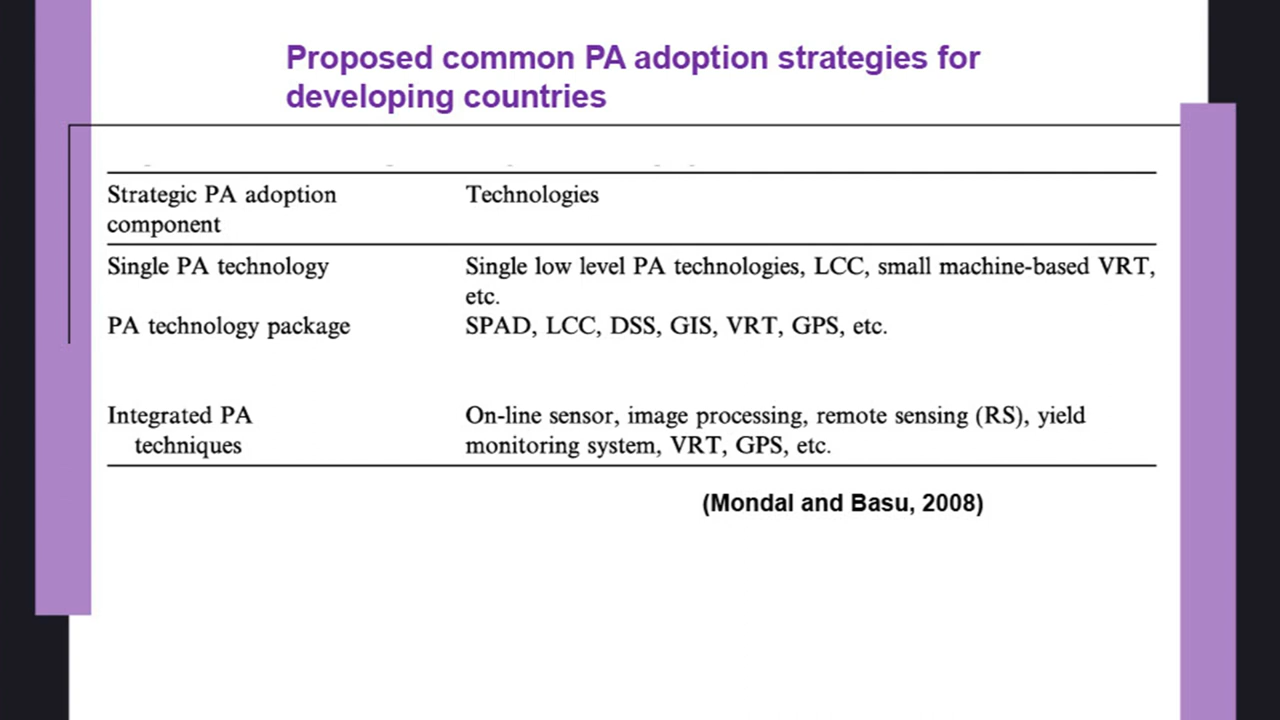 Proposed common PA adoption strategies for
developing countries
Strategic PA adoption
component
Technologies
Single PA technology
Single low level PA technologies, LCC, small machine-based VRT,
etc.
PA technology package
SPAD, LCC, DSS, GIS, VRT, GPS, etc.
Integrated PA
techniques
On-line sensor, image processing, remote sensing (RS), yield
monitoring system, VRT, GPS, etc.
(Mondal and Basu, 2008)